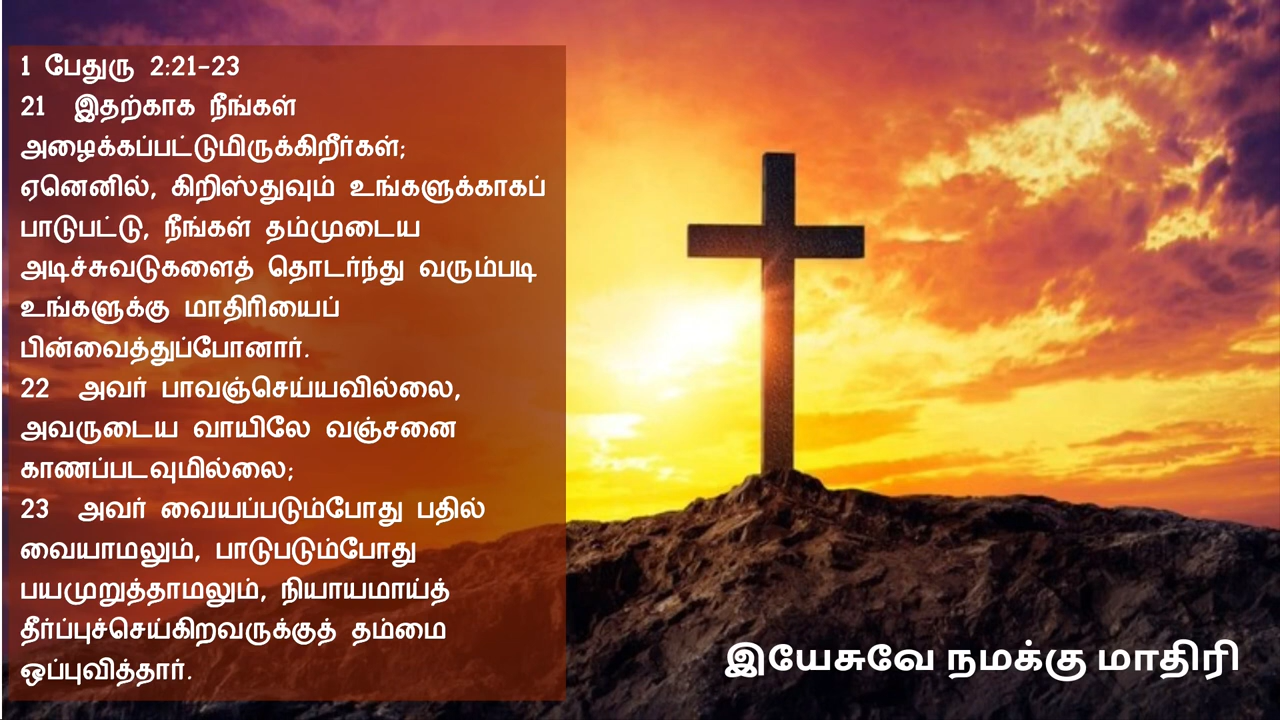 1 பேதுரு 2:21-23
21 இதற்காக நீங்கள்
அழைக்கப்பட்டுமிருக்கிறீர்கள்;
ஏனெனில், கிறிஸ்துவும் உங்களுக்காகப்
பாடுபட்டு, நீங்கள் தம்முடைய
அடிச்சுவடுகளைத் தொடர்ந்து வரும்படி
உங்களுக்கு மாதிரியைப்
பின்வைத்துப்போனார்.
22 அவர் பாவஞ்செய்யவில்லை,
அவருடைய வாயிலே வஞ்சனை
காணப்படவுமில்லை;
23 அவர் வையப்படும்போது பதில்
வையாமலும், பாடுபடும்போது
பயமுறுத்தாமலும், நியாயமாய்த்
தீர்ப்புச்செய்கிறவருக்குத் தம்மை
ஒப்புவித்தார்.
இயேசுவே நமக்கு மாதிரி